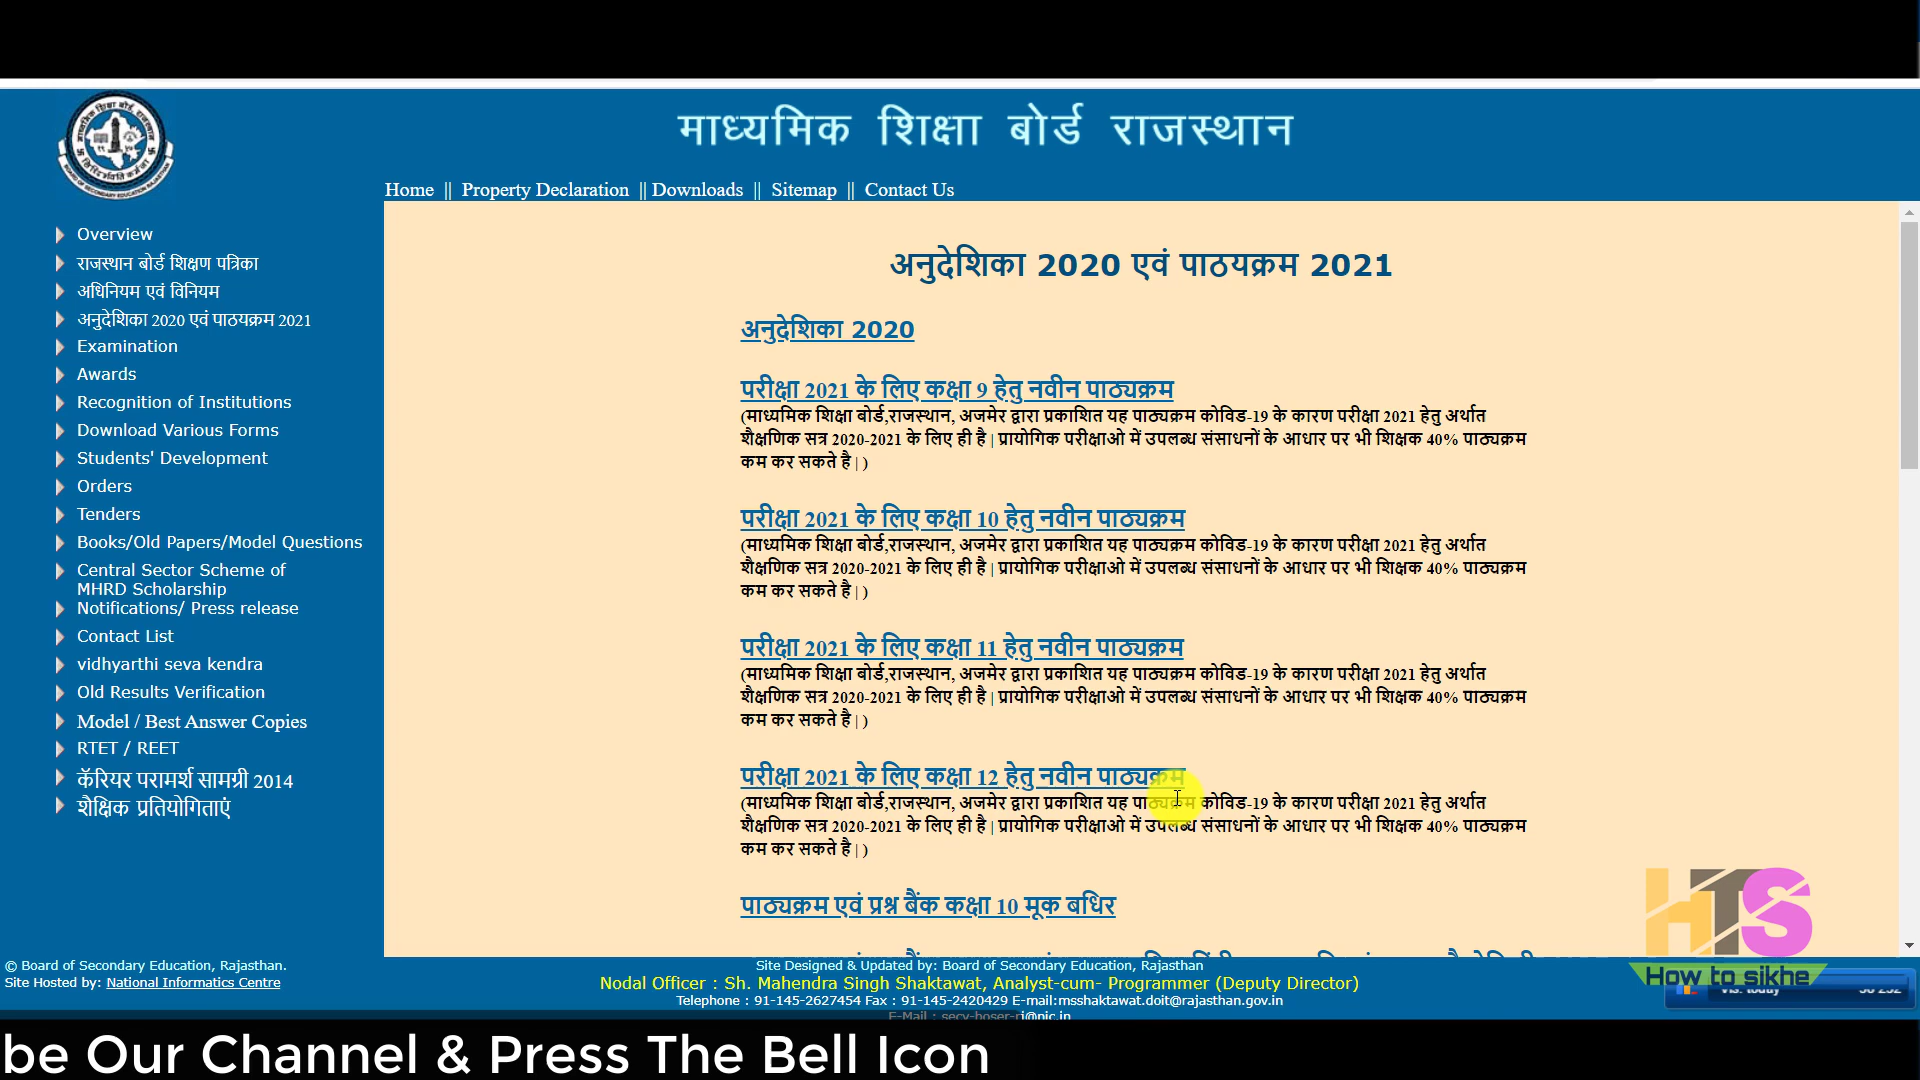 माध्यमिक शिक्षा बोर्ड राजस्थान
Home || Property Declaration || Downloads || Sitemap || Contact Us
Overview
राजस्थान बोर्ड शिक्षण पत्रिका
अधिनियम एवं विनियम
अनुदेशिका 2020 एवं पाठयक्रम 2021
Examination
Awards
Recognition of Institutions
Download Various Forms
Students' Development
Orders
Tenders
Books/Old Papers/Model Questions
Central Sector Scheme of
MHRD Scholarship
Notifications/ Press release
Contact List
vidhyarthi seva kendra
Old Results Verification
Model / Best Answer Copies
RTET / REET
कॅरियर परामर्श सामग्री 2014
शैक्षिक प्रतियोगिताएं
अनुदेशिका 2020 एवं पाठयक्रम 2021
अनुदेशिका 2020
परीक्षा 2021 के लिए कक्षा 9 हेतु नवीन पाठ्यक्रम
(माध्यमिक शिक्षा बोर्ड,राजस्थान, अजमेर द्वारा प्रकाशित यह पाठ्यक्रम कोविड-19 के कारण परीक्षा 2021 हेतु अर्थात
शैक्षणिक सत्र 2020-2021 के लिए ही है | प्रायोगिक परीक्षाओ में उपलब्ध संसाधनों के आधार पर भी शिक्षक 40% पाठ्यक्रम
कम कर सकते है | )
परीक्षा 2021 के लिए कक्षा 10 हेतु नवीन पाठ्यक्रम
(माध्यमिक शिक्षा बोर्ड,राजस्थान, अजमेर द्वारा प्रकाशित यह पाठ्यक्रम कोविड-19 के कारण परीक्षा 2021 हेतु अर्थात
शैक्षणिक सत्र 2020-2021 के लिए ही है | प्रायोगिक परीक्षाओ में उपलब्ध संसाधनों के आधार पर भी शिक्षक 40% पाठ्यक्रम
कम कर सकते है | )
परीक्षा 2021 के लिए कक्षा 11 हेतु नवीन पाठ्यक्रम
(माध्यमिक शिक्षा बोर्ड,राजस्थान, अजमेर द्वारा प्रकाशित यह पाठ्यक्रम कोविड-19 के कारण परीक्षा 2021 हेतु अर्थात
शैक्षणिक सत्र 2020-2021 के लिए ही है | प्रायोगिक परीक्षाओ में उपलब्ध संसाधनों के आधार पर भी शिक्षक 40% पाठ्यक्रम
कम कर सकते है | )
परीक्षा 2021 के लिए कक्षा 12 हेतु नवीन पाठ्यक्रम
(माध्यमिक शिक्षा बोर्ड,राजस्थान, अजमेर द्वारा प्रकाशित यह पाठ्यक्रम कोविड-19 के कारण परीक्षा 2021 हेतु अर्थात
शैक्षणिक सत्र 2020-2021 के लिए ही है | प्रायोगिक परीक्षाओ में उपलब्ध संसाधनों के आधार पर भी शिक्षक 40% पाठ्यक्रम
कम कर सकते है | )
पाठ्यक्रम एवं प्रश्न बैंक कक्षा 10 मूक बधिर
HTS
How to sikhe
© Board of Secondary Education, Rajasthan.
Site Hosted by: National Informatics Centre
Site Designed & Updated by: Board of Secondary Education, Rajasthan
Nodal Officer : Sh. Mahendra Singh Shaktawat, Analyst-cum- Programmer (Deputy Director)
Telephone : 91-145-2627454 Fax : 91-145-2420429 E-mail:msshaktawat.doit@rajasthan.gov.in
Vis. today
be Our Channel & Press The Bell Icon